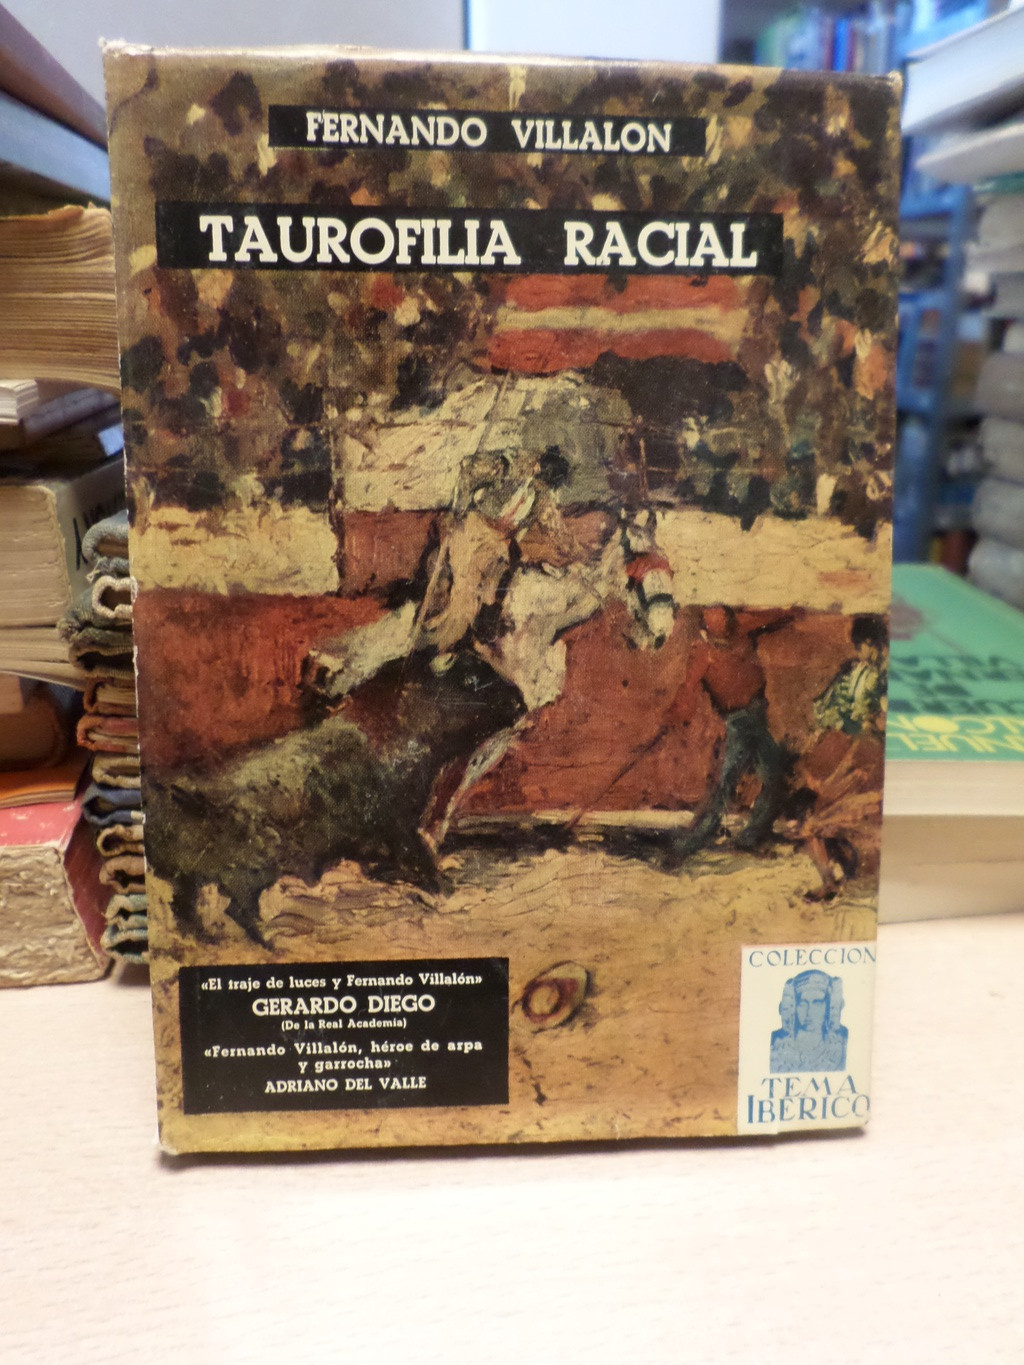 FERNANDO VILLALON
TAUROFILIA RACIAL
«El traje de luces y Fernando Villalón»
GERARDO DIEGO
(De la Real Academia)
«Fernando Villalón, héroe de arpa
y garrocha»
ADRIANO DEL VALLE
COLECCION
TEMA
IBERICO